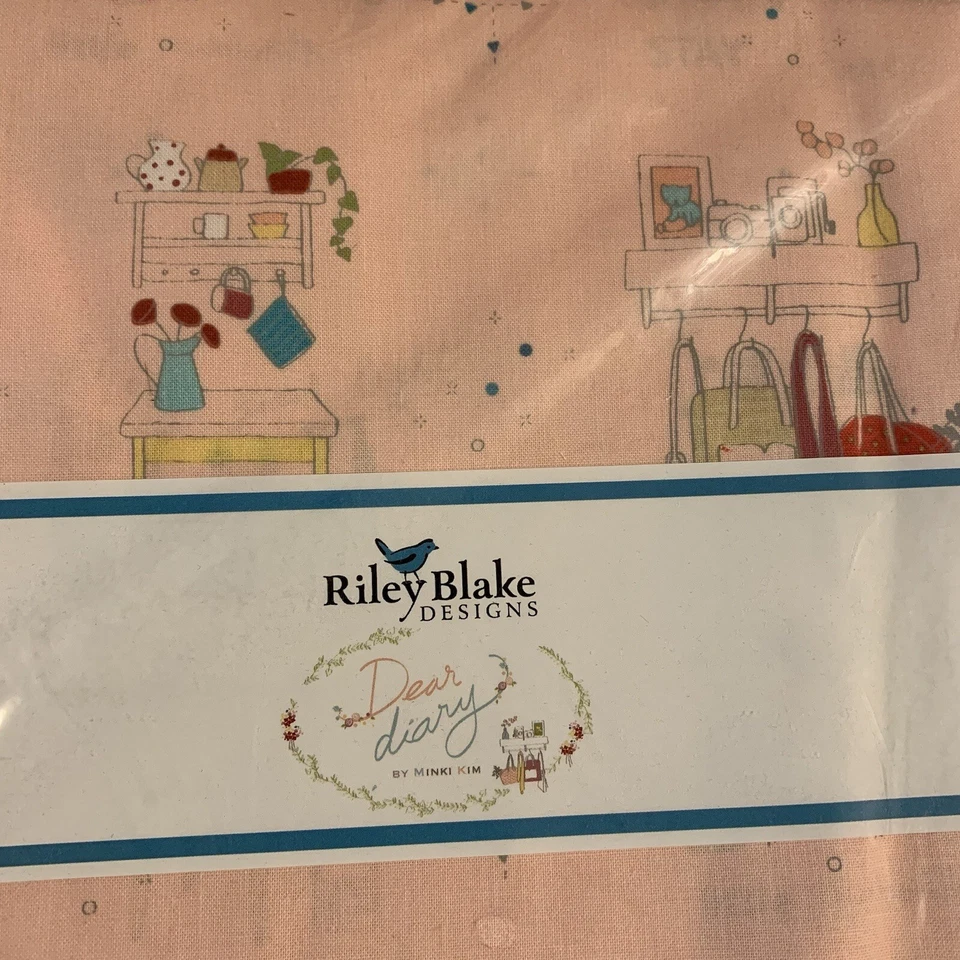 Riley Blake
DESIGNS
Dear
diary
BY MINKI KIM